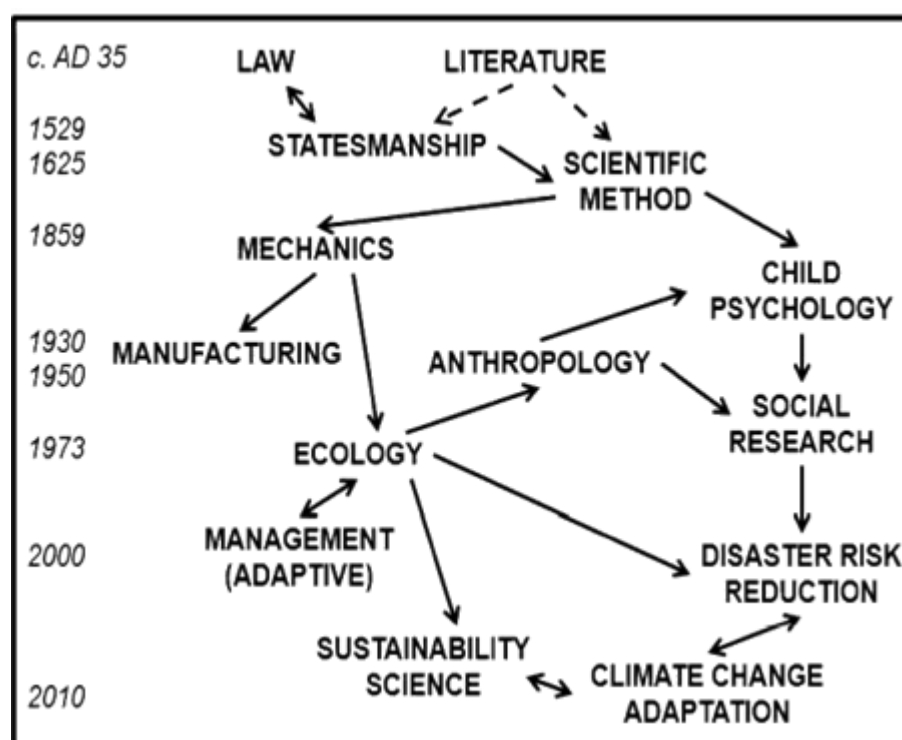 c. AD 35
LAW
LITERATURE
1529
STATESMANSHIP
1625
SCIENTIFIC
METHOD
1859
MECHANICS
CHILD
PSYCHOLOGY
1930
MANUFACTURING
ANTHROPOLOGY
1950
SOCIAL
RESEARCH
1973
ECOLOGY
MANAGEMENT
(ADAPTIVE)
2000
DISASTER RISK
REDUCTION
SUSTAINABILITY
SCIENCE
CLIMATE CHANGE
ADAPTATION
2010